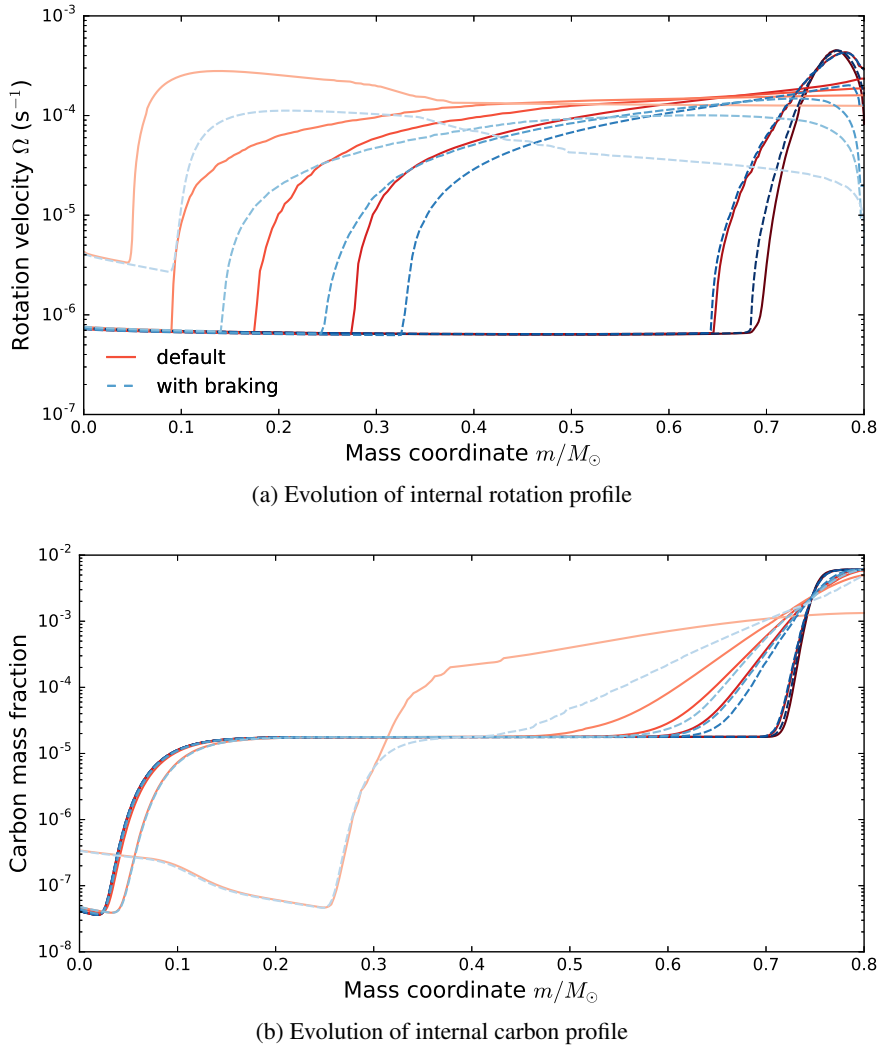 10⁻³
10⁻⁴
10⁻⁵
10⁻⁶
10⁻⁷
Rotation velocity Ω (s⁻¹)
default
with braking
0.0 0.1 0.2 0.3 0.4 0.5 0.6 0.7 0.8
Mass coordinate m/M⊙
(a) Evolution of internal rotation profile
10⁻²
10⁻³
10⁻⁴
10⁻⁵
10⁻⁶
10⁻⁷
10⁻⁸
Carbon mass fraction
0.0 0.1 0.2 0.3 0.4 0.5 0.6 0.7 0.8
Mass coordinate m/M⊙
(b) Evolution of internal carbon profile